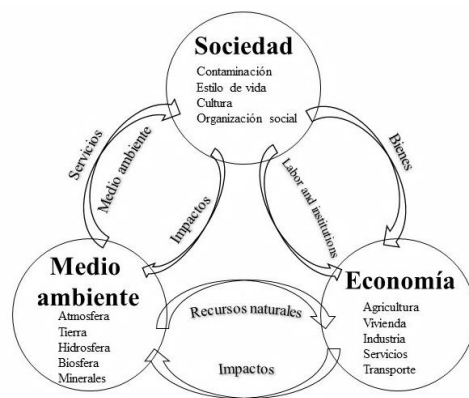 Sociedad
Contaminación
Estilo de vida
Cultura
Organización social
Servicios
Medio ambiente
Impactos
Labor and institutions
Bienes
Medio
ambiente
Atmosfera
Tierra
Hidrosfera
Biosfera
Minerales
Recursos naturales
Impactos
Economía
Agricultura
Vivienda
Industria
Servicios
Transporte